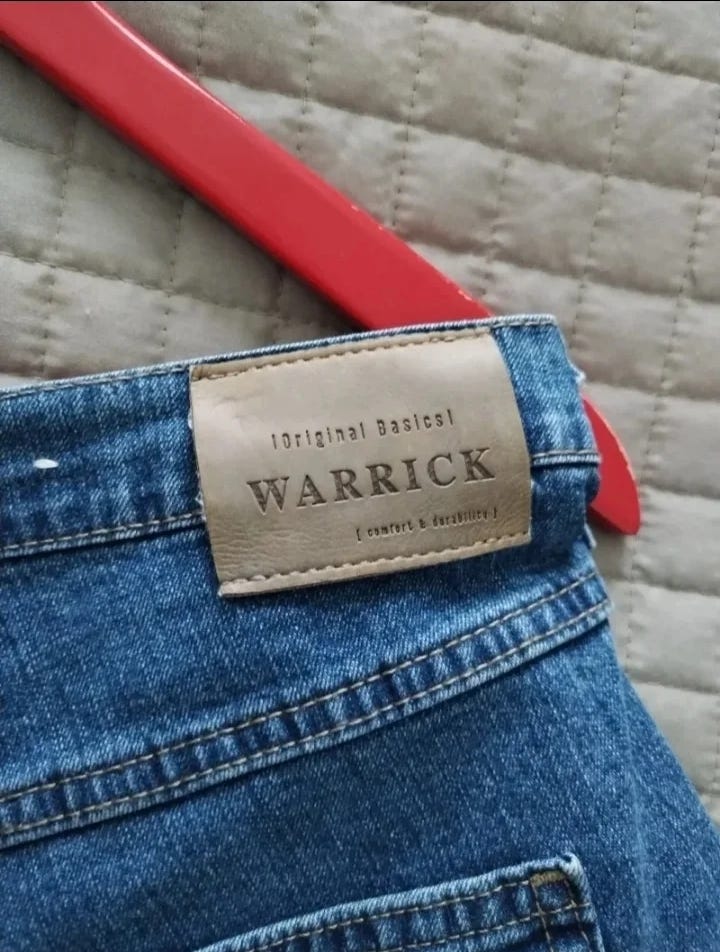 |Original Basics|
WARRICK
[ comfort & durability ]